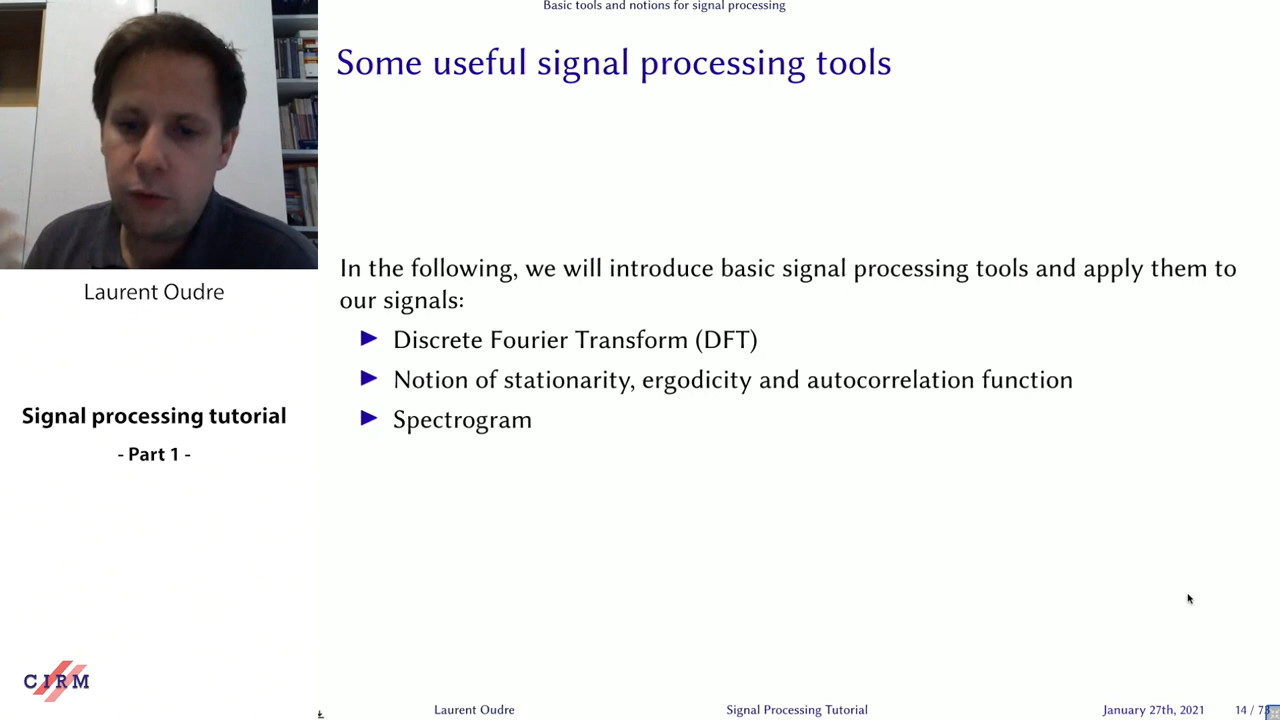 Basic tools and notions for signal processing
Some useful signal processing tools
In the following, we will introduce basic signal processing tools and apply them to
our signals:
Discrete Fourier Transform (DFT)
Notion of stationarity, ergodicity and autocorrelation function
Spectrogram
Laurent Oudre
Signal processing tutorial
- Part 1 -
CIRM
Laurent Oudre Signal Processing Tutorial January 27th, 2021 14 /